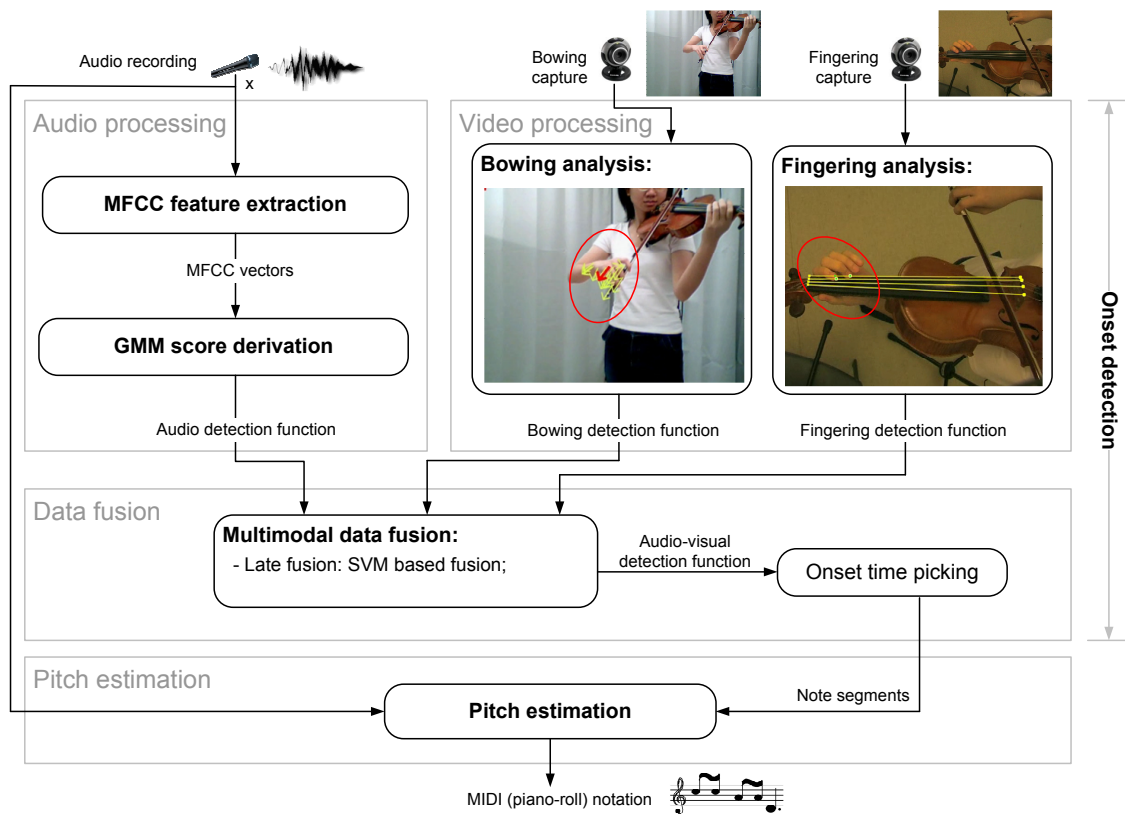 Audio recording
x
Bowing
capture
Fingering
capture
Audio processing
Video processing
MFCC feature extraction
MFCC vectors
GMM score derivation
Audio detection function
Bowing analysis:
Bowing detection function
Fingering analysis:
Fingering detection function
Onset detection
Data fusion
Multimodal data fusion:
- Late fusion: SVM based fusion;
Audio-visual
detection function
Onset time picking
Pitch estimation
Note segments
Pitch estimation
MIDI (piano-roll) notation